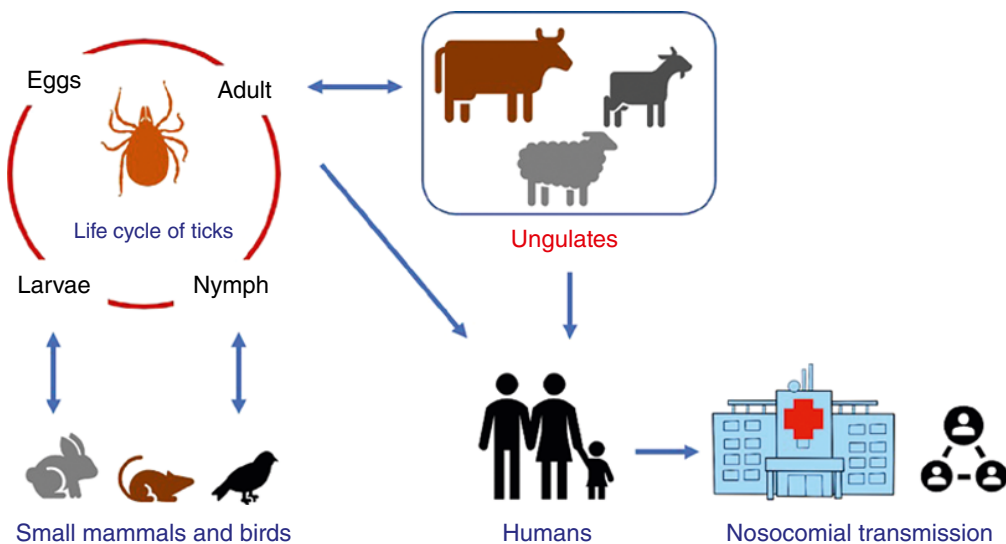 Eggs
Adult
Life cycle of ticks
Larvae
Nymph
Ungulates
Small mammals and birds
Humans
Nosocomial transmission